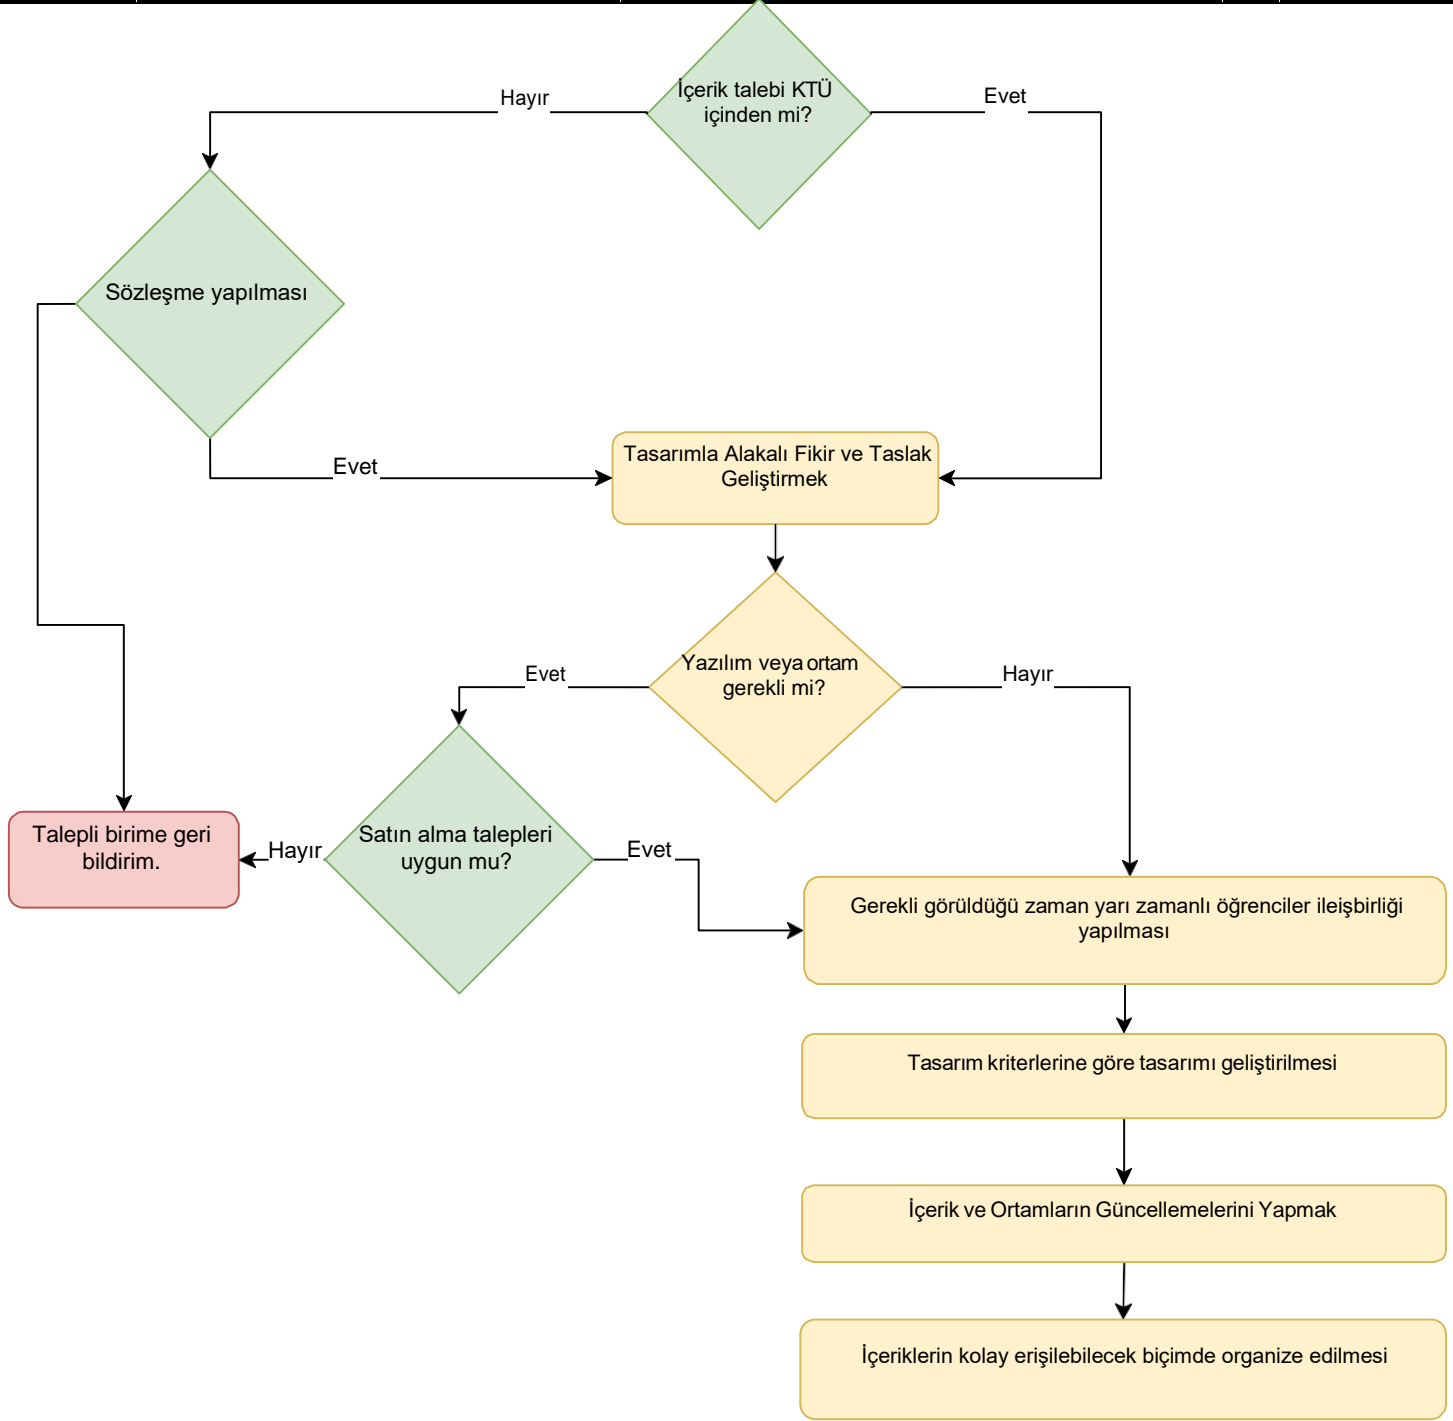 İçerik talebi KTÜ
içinden mi?
Hayır
Evet
Sözleşme yapılması
Evet
Tasarımla Alakalı Fikir ve Taslak
Geliştirmek
Yazılım veya ortam
gerekli mi?
Evet
Hayır
Satın alma talepleri
uygun mu?
Hayır
Evet
Talepli birime geri
bildirim.
Gerekli görüldüğü zaman yarı zamanlı öğrenciler ileişbirliği
yapılması
Tasarım kriterlerine göre tasarımı geliştirilmesi
İçerik ve Ortamların Güncellemelerini Yapmak
İçeriklerin kolay erişilebilecek biçimde organize edilmesi